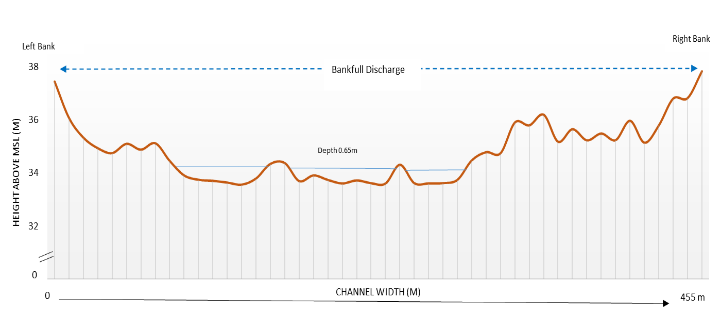 Left Bank
Right Bank
38
Bankfull Discharge
36
Depth 0.65m
34
HEIGHT ABOVE MSL (M)
32
0
0
CHANNEL WIDTH (M)
455 m